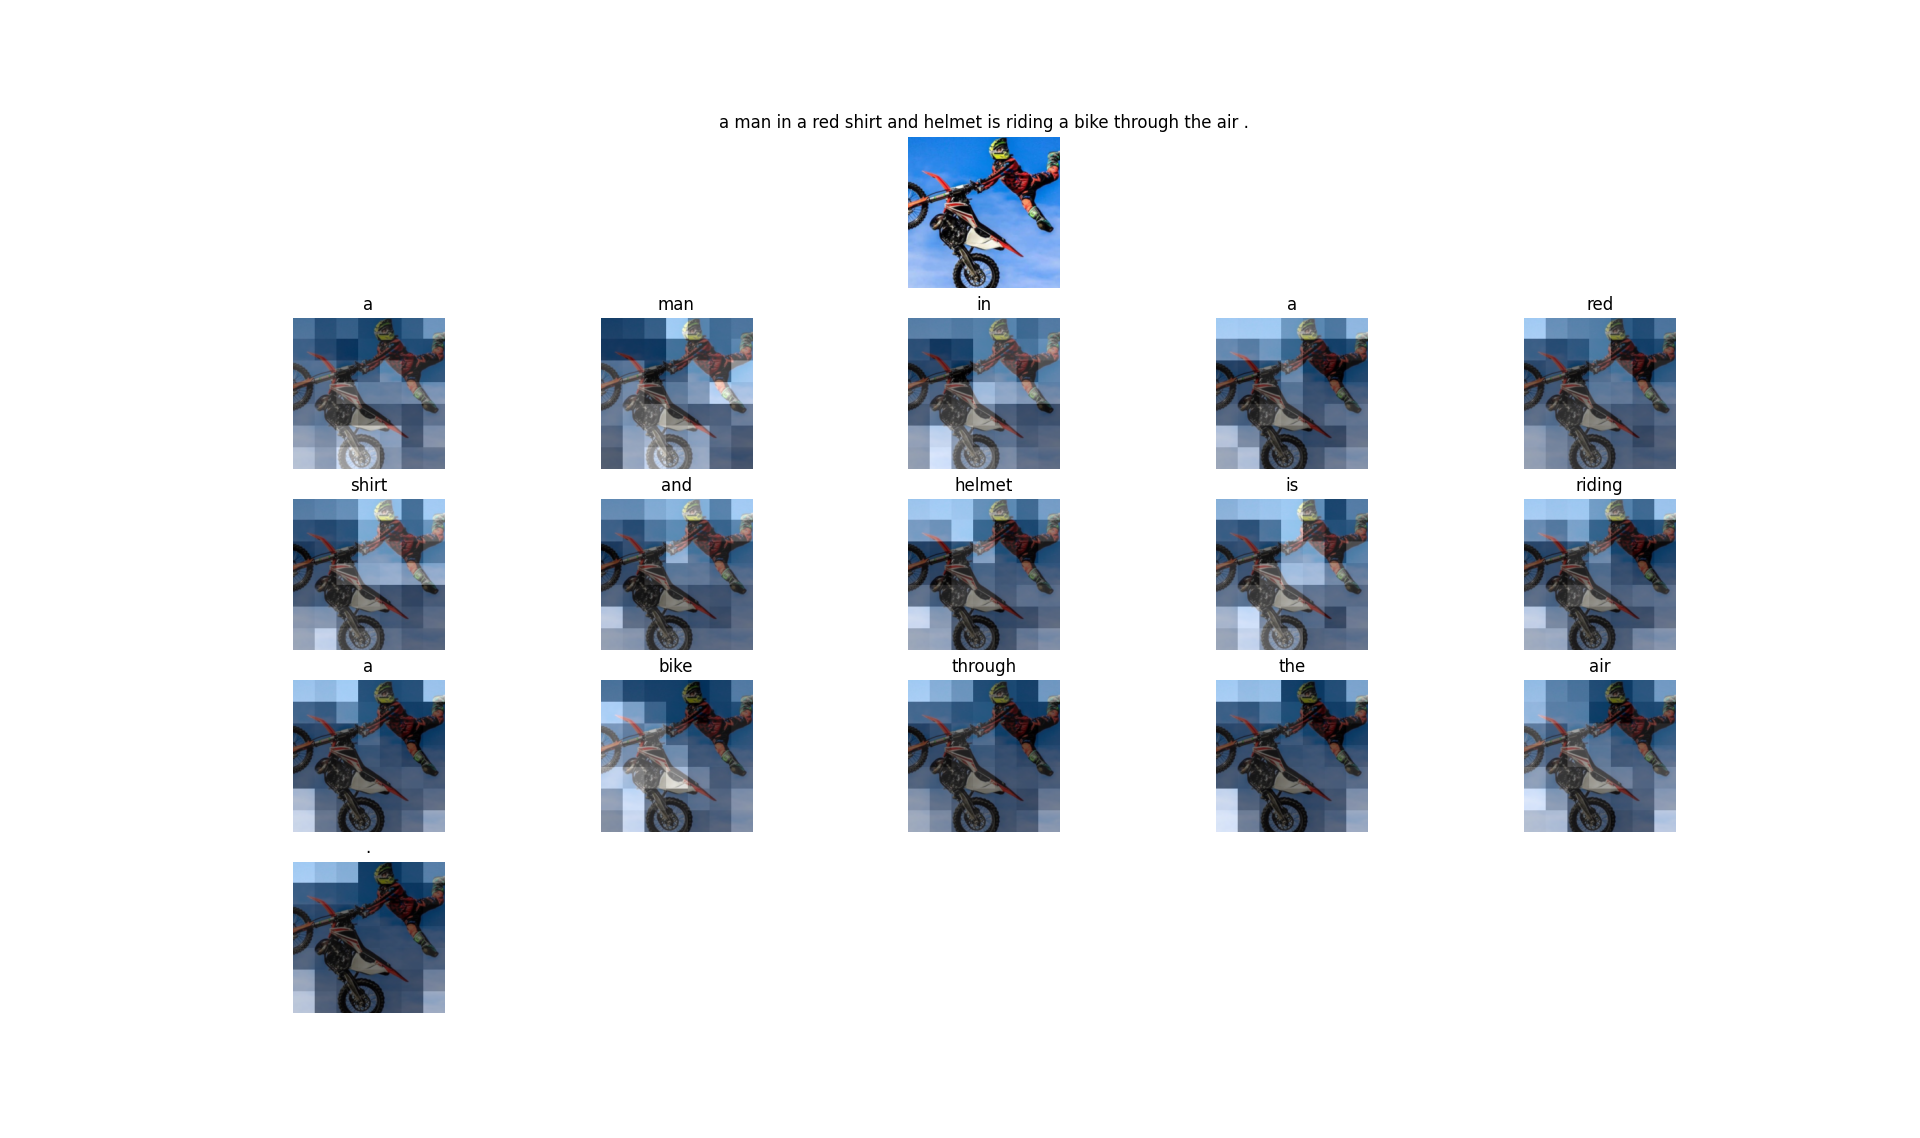 a man in a red shirt and helmet is riding a bike through the air .
a man in a red
shirt and helmet is riding
a bike through the air
.